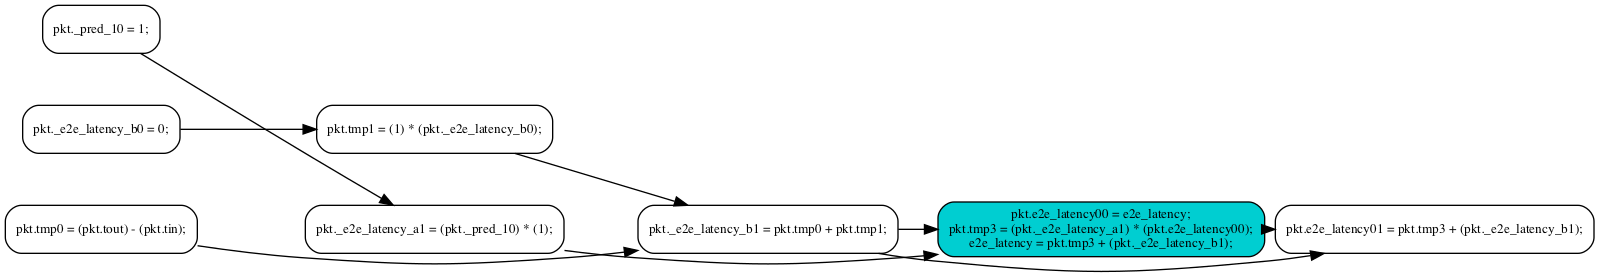 pkt._pred_10 = 1;
pkt._e2e_latency_b0 = 0;
pkt.tmp1 = (1) * (pkt._e2e_latency_b0);
pkt.tmp0 = (pkt.tout) - (pkt.tin);
pkt._e2e_latency_a1 = (pkt._pred_10) * (1);
pkt._e2e_latency_b1 = pkt.tmp0 + pkt.tmp1;
pkt.e2e_latency00 = e2e_latency;
pkt.tmp3 = (pkt._e2e_latency_a1) * (pkt.e2e_latency00);
e2e_latency = pkt.tmp3 + (pkt._e2e_latency_b1);
pkt.e2e_latency01 = pkt.tmp3 + (pkt._e2e_latency_b1);